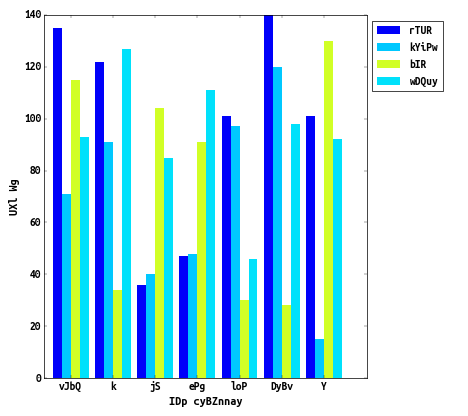 140
120
100
80
60
40
20
0
UXl Wg
vJbQ k jS ePg loP DyBv Y
IDp cyBZnnay
rTUR
kYiPw
bIR
wDQuy